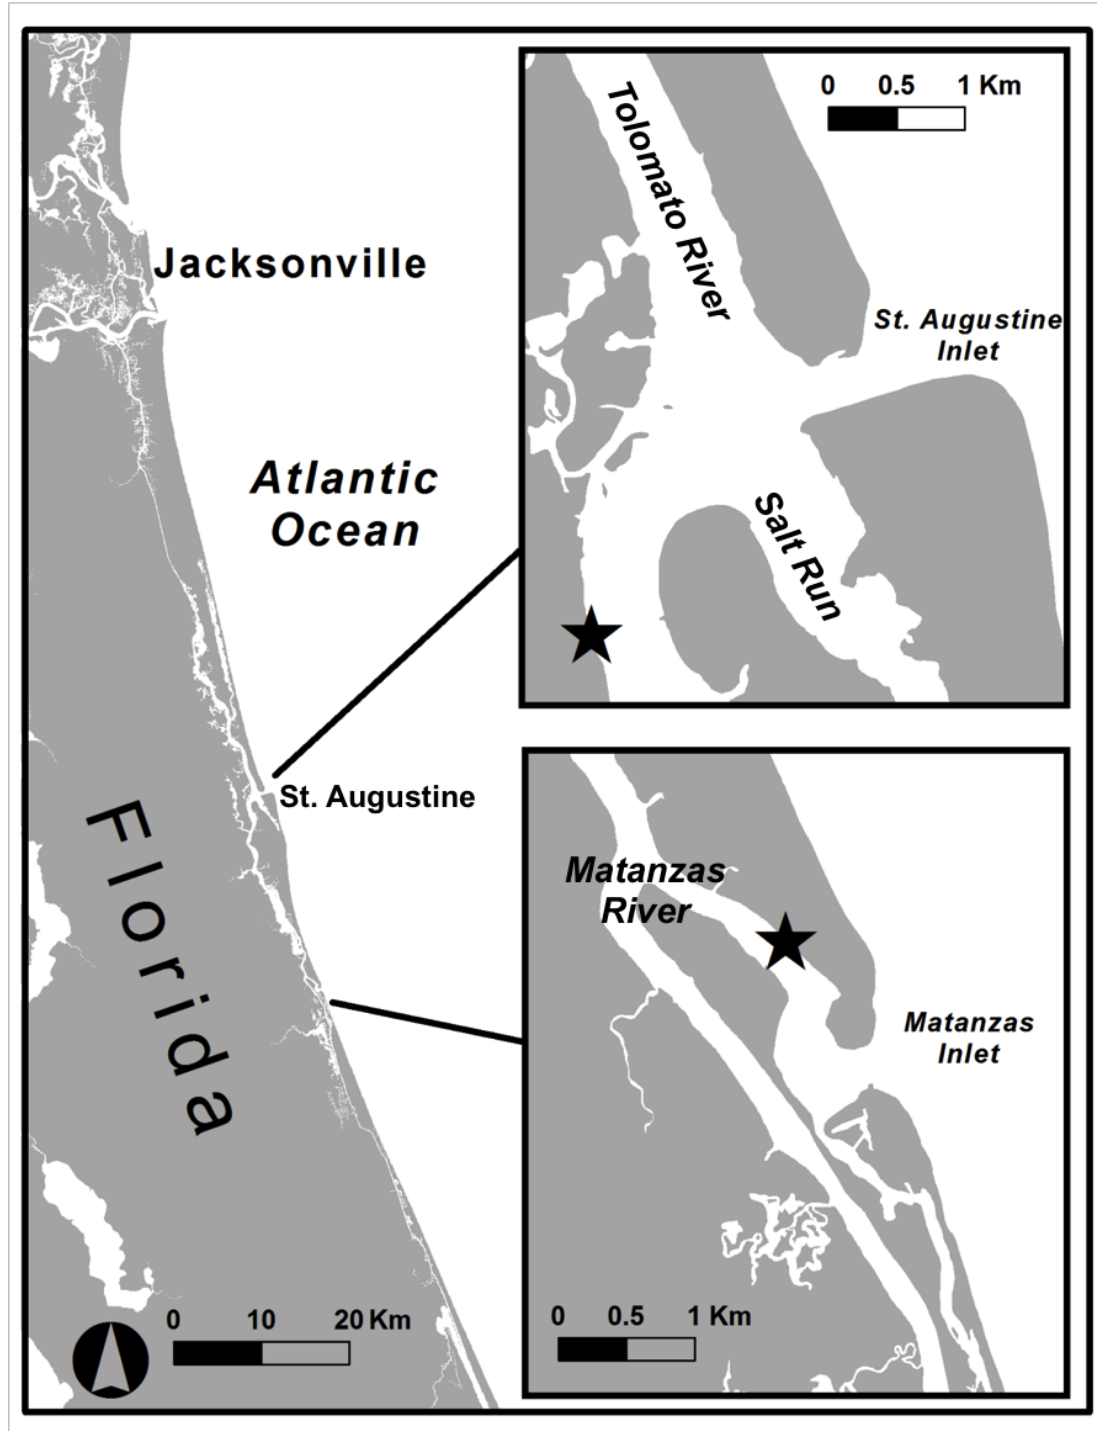 Jacksonville
Atlantic
Ocean
St. Augustine
Florida
0 10 20 Km
0 0.5 1 Km
Tolomato River
St. Augustine
Inlet
Salt Run
Matanzas
River
Matanzas
Inlet
0 0.5 1 Km